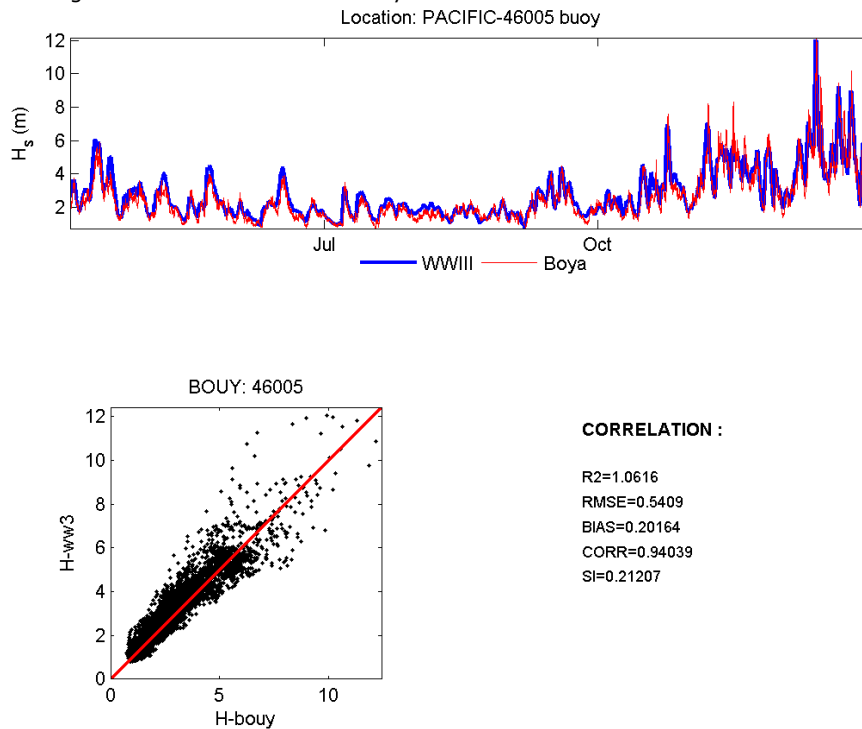 Location: PACIFIC-46005 buoy
12
10
8
6
4
2
H_s (m)
Jul
Oct
WWIII
Boya
BOUY: 46005
12
10
8
6
4
2
0
H-ww3
0
5
10
H-bouy
CORRELATION :
R2=1.0616
RMSE=0.5409
BIAS=0.20164
CORR=0.94039
SI=0.21207